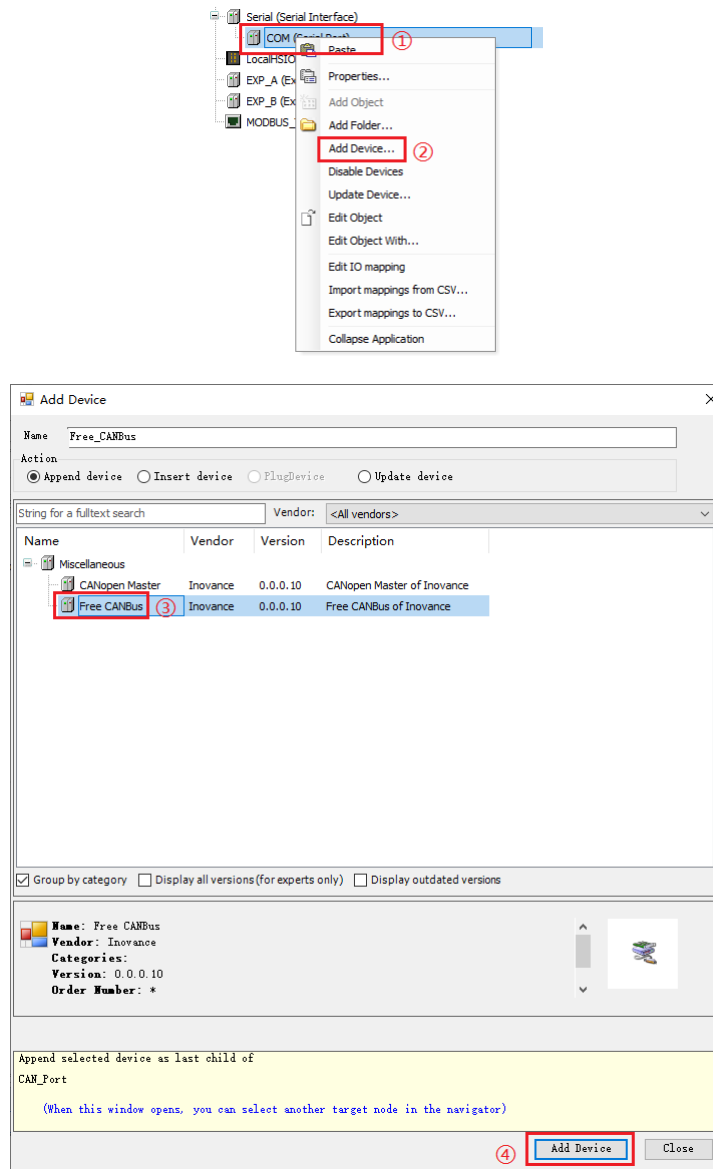 Serial (Serial Interface)
COM (Serial Port)
①
LocalHSIO
EXP_A (Ex
EXP_B (Ex
MODBUS_
Paste
Properties...
Add Object
Add Folder...
Add Device...
②
Disable Devices
Update Device...
Edit Object
Edit Object With...
Edit IO mapping
Import mappings from CSV...
Export mappings to CSV...
Collapse Application
Add Device
Name Free_CANBus
Action
Append device Insert device PlugDevice Update device
String for a fulltext search Vendor: <All vendors>
Name Vendor Version Description
Miscellaneous
CANopen Master Inovance 0.0.0.10 CANopen Master of Inovance
Free CANBus ③ Inovance 0.0.0.10 Free CANBus of Inovance
Group by category Display all versions (for experts only) Display outdated versions
Name: Free CANBus
Vendor: Inovance
Categories:
Version: 0.0.0.10
Order Number: *
Append selected device as last child of
CAN_Port
(When this window opens, you can select another target node in the navigator)
④ Add Device Close